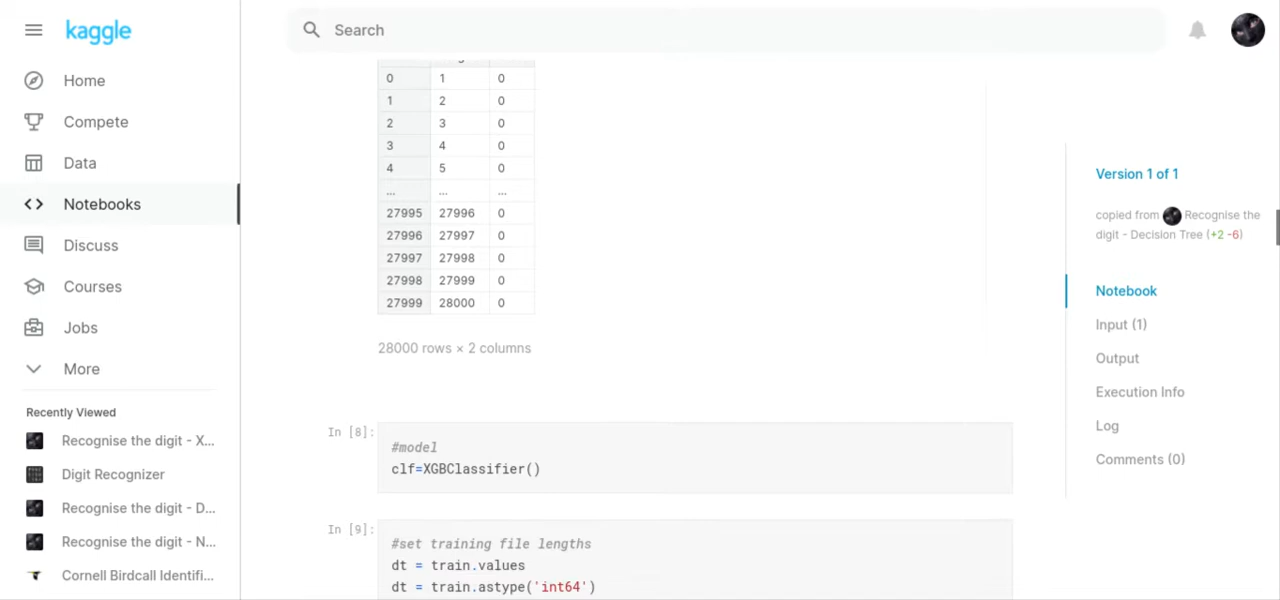 kaggle
Search
Home
Compete
Data
Notebooks
Discuss
Courses
Jobs
More
Recently Viewed
Recognise the digit - X...
Digit Recognizer
Recognise the digit - D...
Recognise the digit - N...
Cornell Birdcall Identifi...
0 1 0
1 2 0
2 3 0
3 4 0
4 5 0
... ... ...
27995 27996 0
27996 27997 0
27997 27998 0
27998 27999 0
27999 28000 0
28000 rows × 2 columns
In [8]:
#model
clf=XGBClassifier()
In [9]:
#set training file lengths
dt = train.values
dt = train.astype('int64')
Version 1 of 1
copied from Recognise the
digit - Decision Tree (+2 -6)
Notebook
Input (1)
Output
Execution Info
Log
Comments (0)